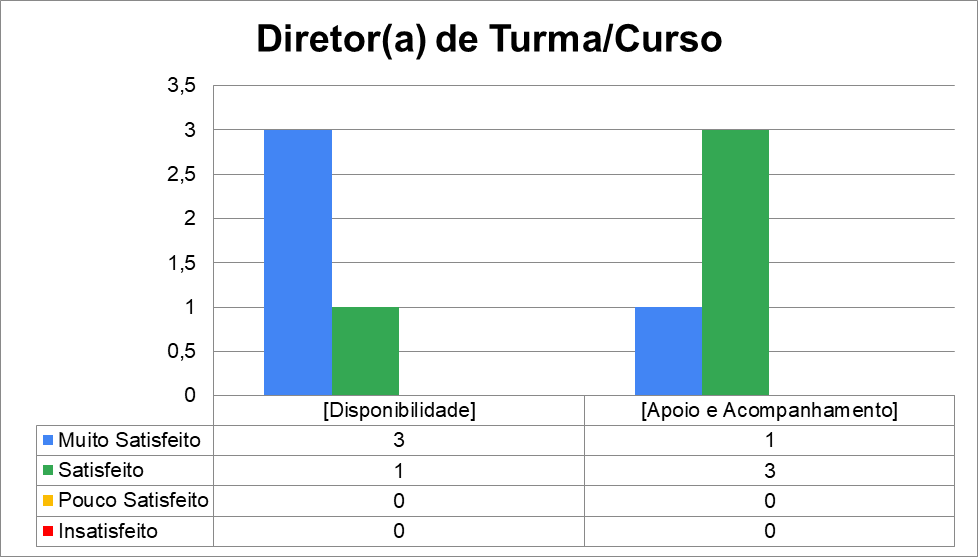 Diretor(a) de Turma/Curso
3,5
3
2,5
2
1,5
1
0,5
0
[Disponibilidade] [Apoio e Acompanhamento]
Muito Satisfeito 3 1
Satisfeito 1 3
Pouco Satisfeito 0 0
Insatisfeito 0 0